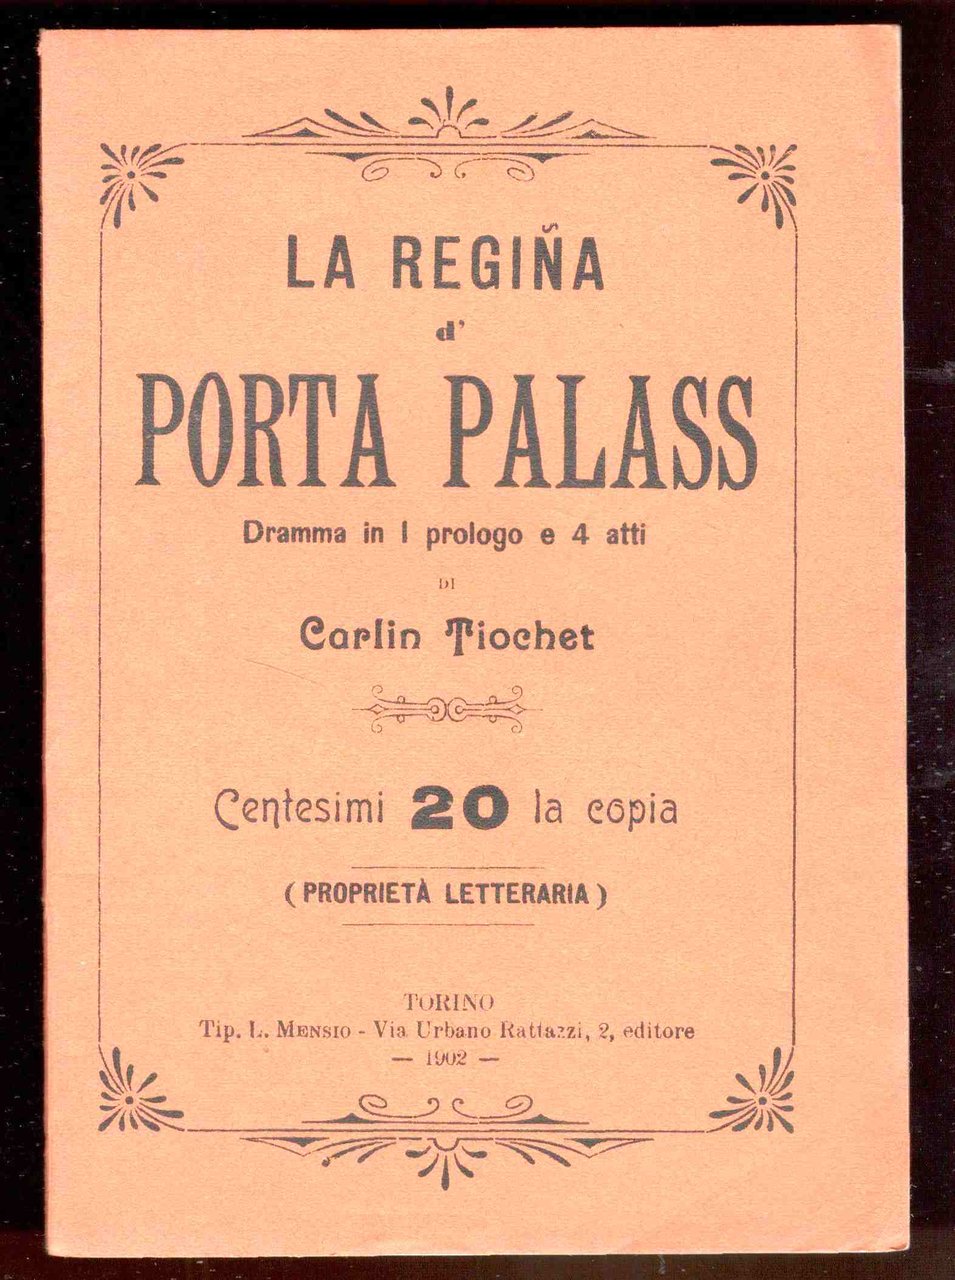 LA REGIÑA
d'
PORTA PALASS
Dramma in I prologo e 4 atti
DI
Carlin Tiochet
Centesimi 20 la copia
(PROPRIETÀ LETTERARIA)
TORINO
Tip. L. MENSIO - Via Urbano Rattazzi, 2, editore
— 1902 —